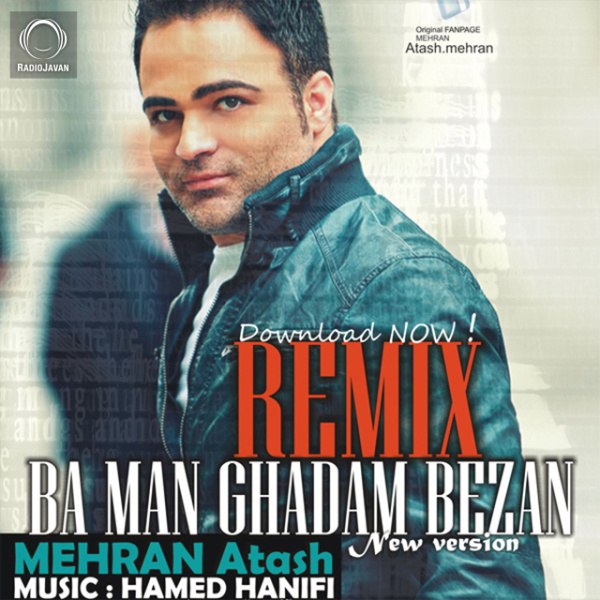 RADIOJAVAN
Original FANPAGE
MEHRAN
Atash.mehran
Download NOW !
REMIX
BA MAN GHADAM BEZAN
New version
MEHRAN Atash
MUSIC : HAMED HANIFI